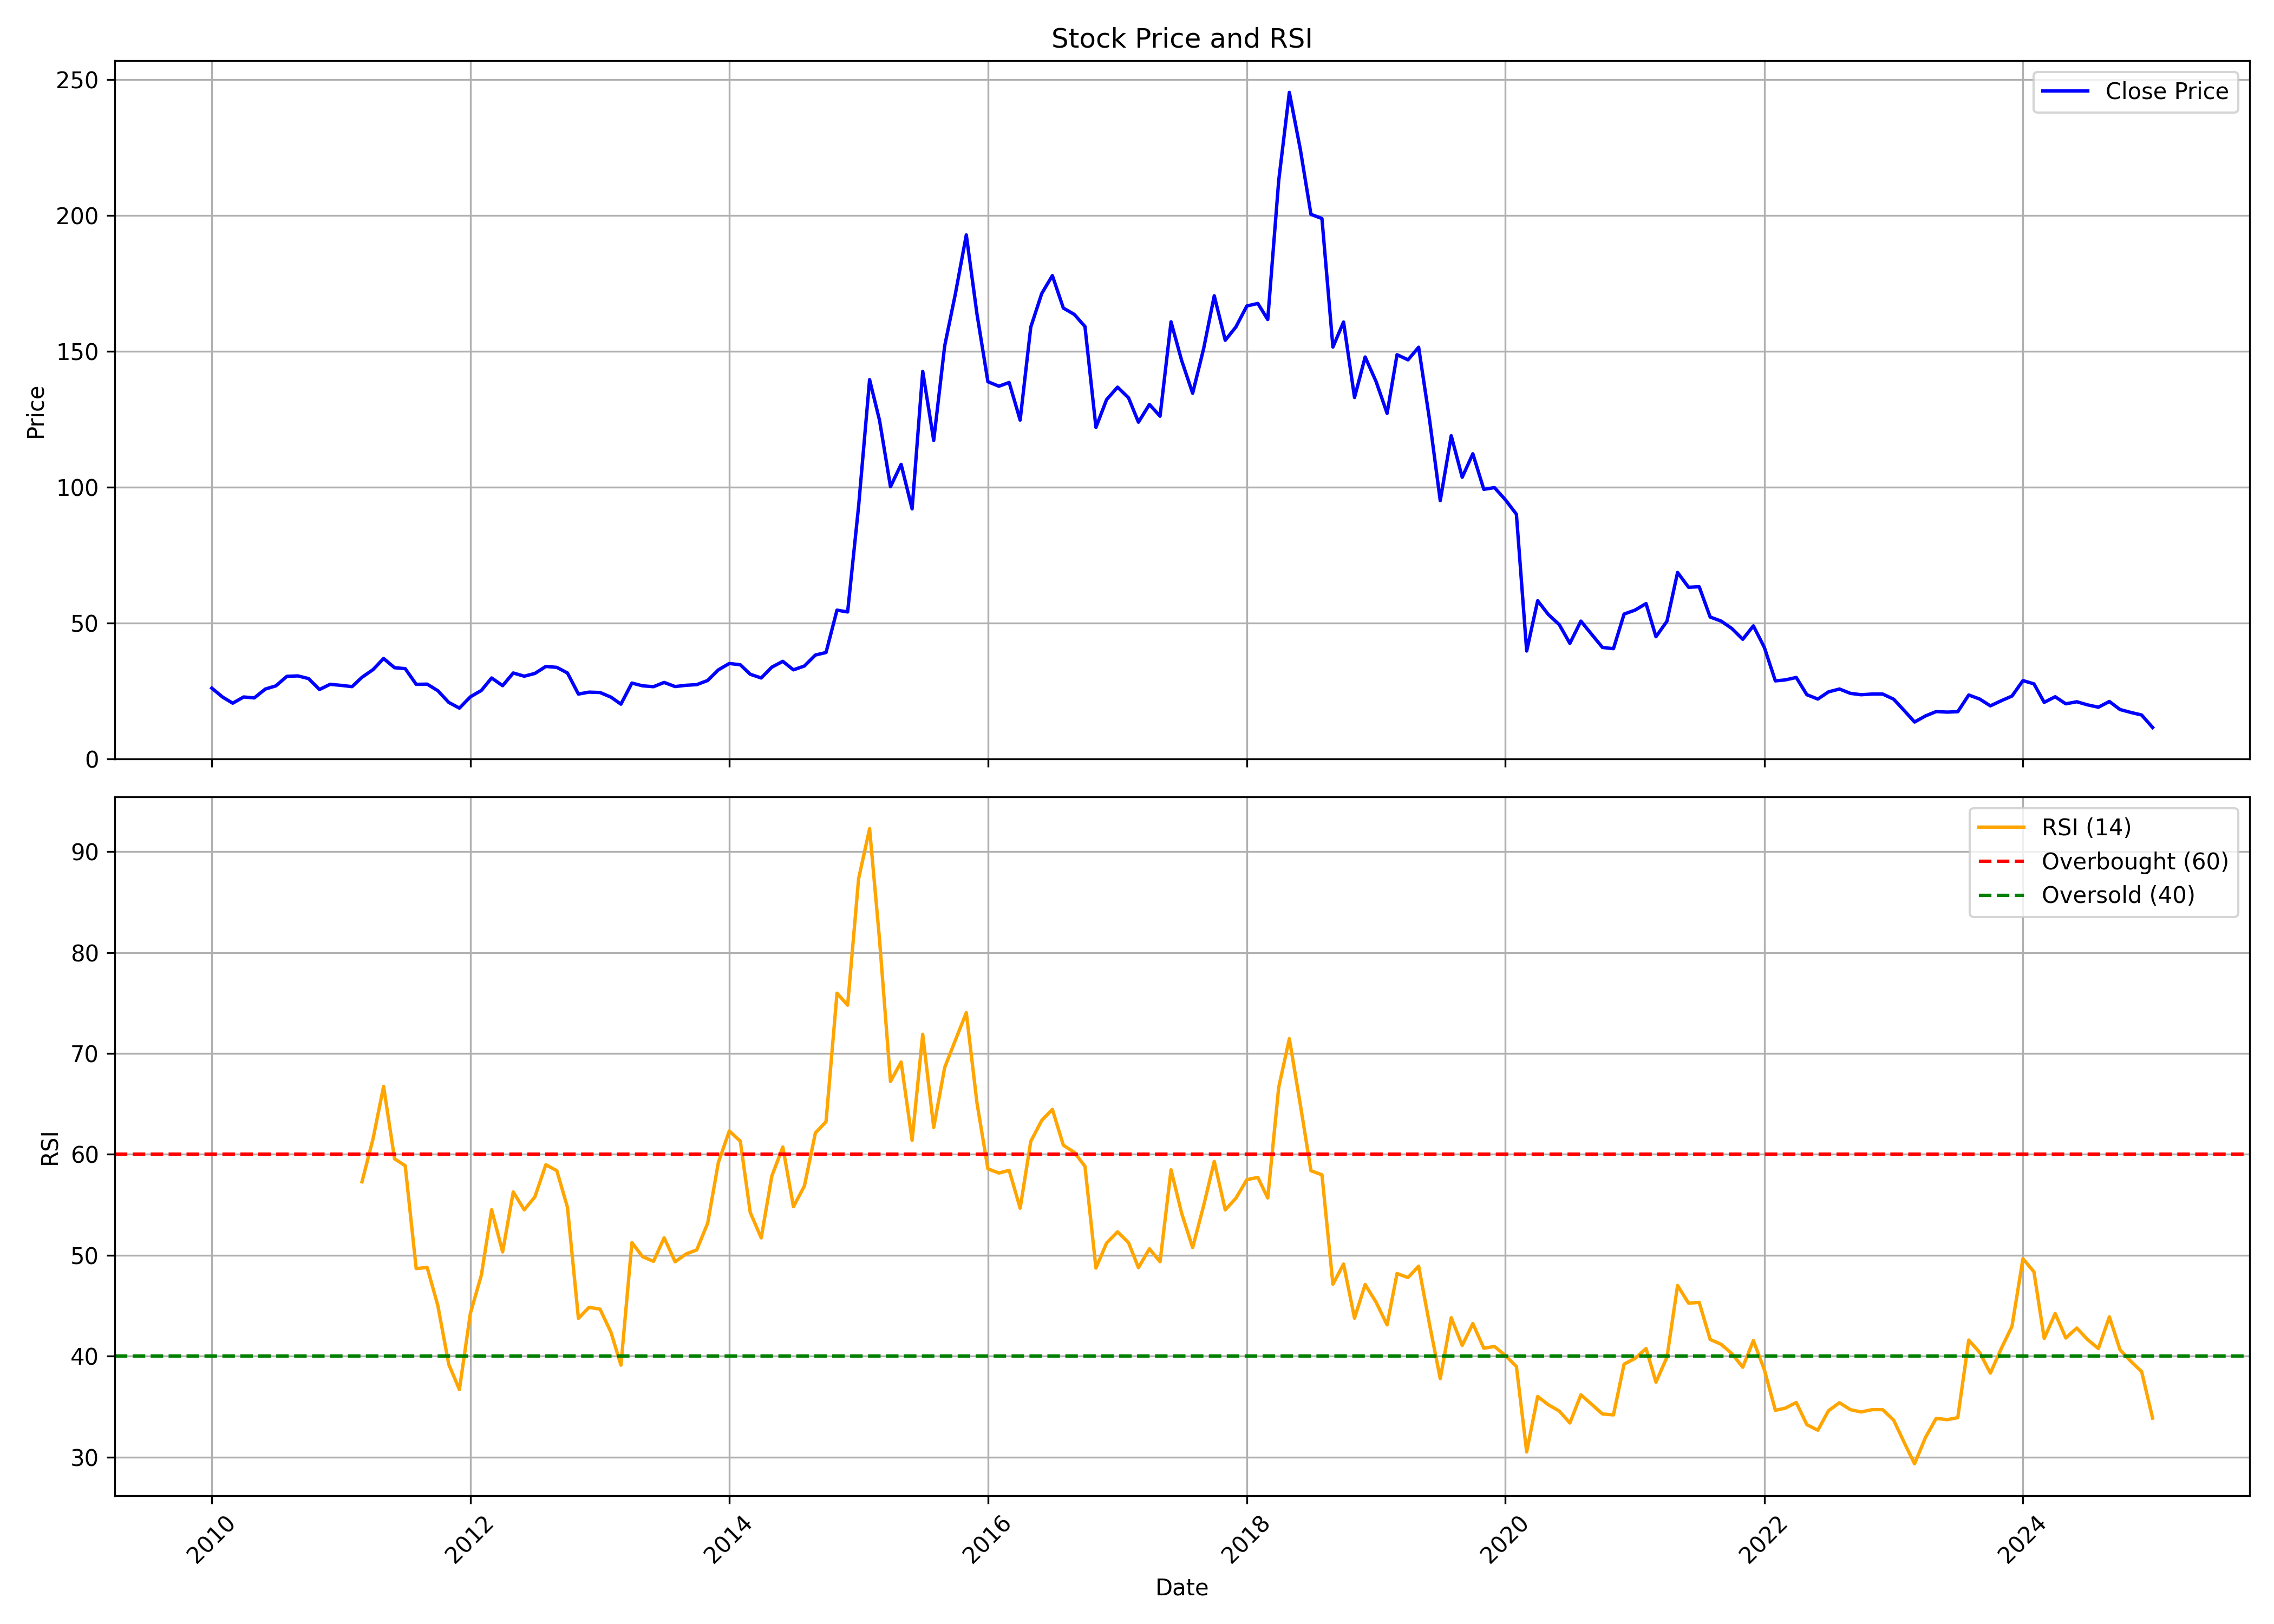 Stock Price and RSI
250
200
150
100
50
0
Price
Close Price
90
80
70
60
50
40
30
RSI
RSI (14)
Overbought (60)
Oversold (40)
2010
2012
2014
2016
2018
2020
2022
2024
Date